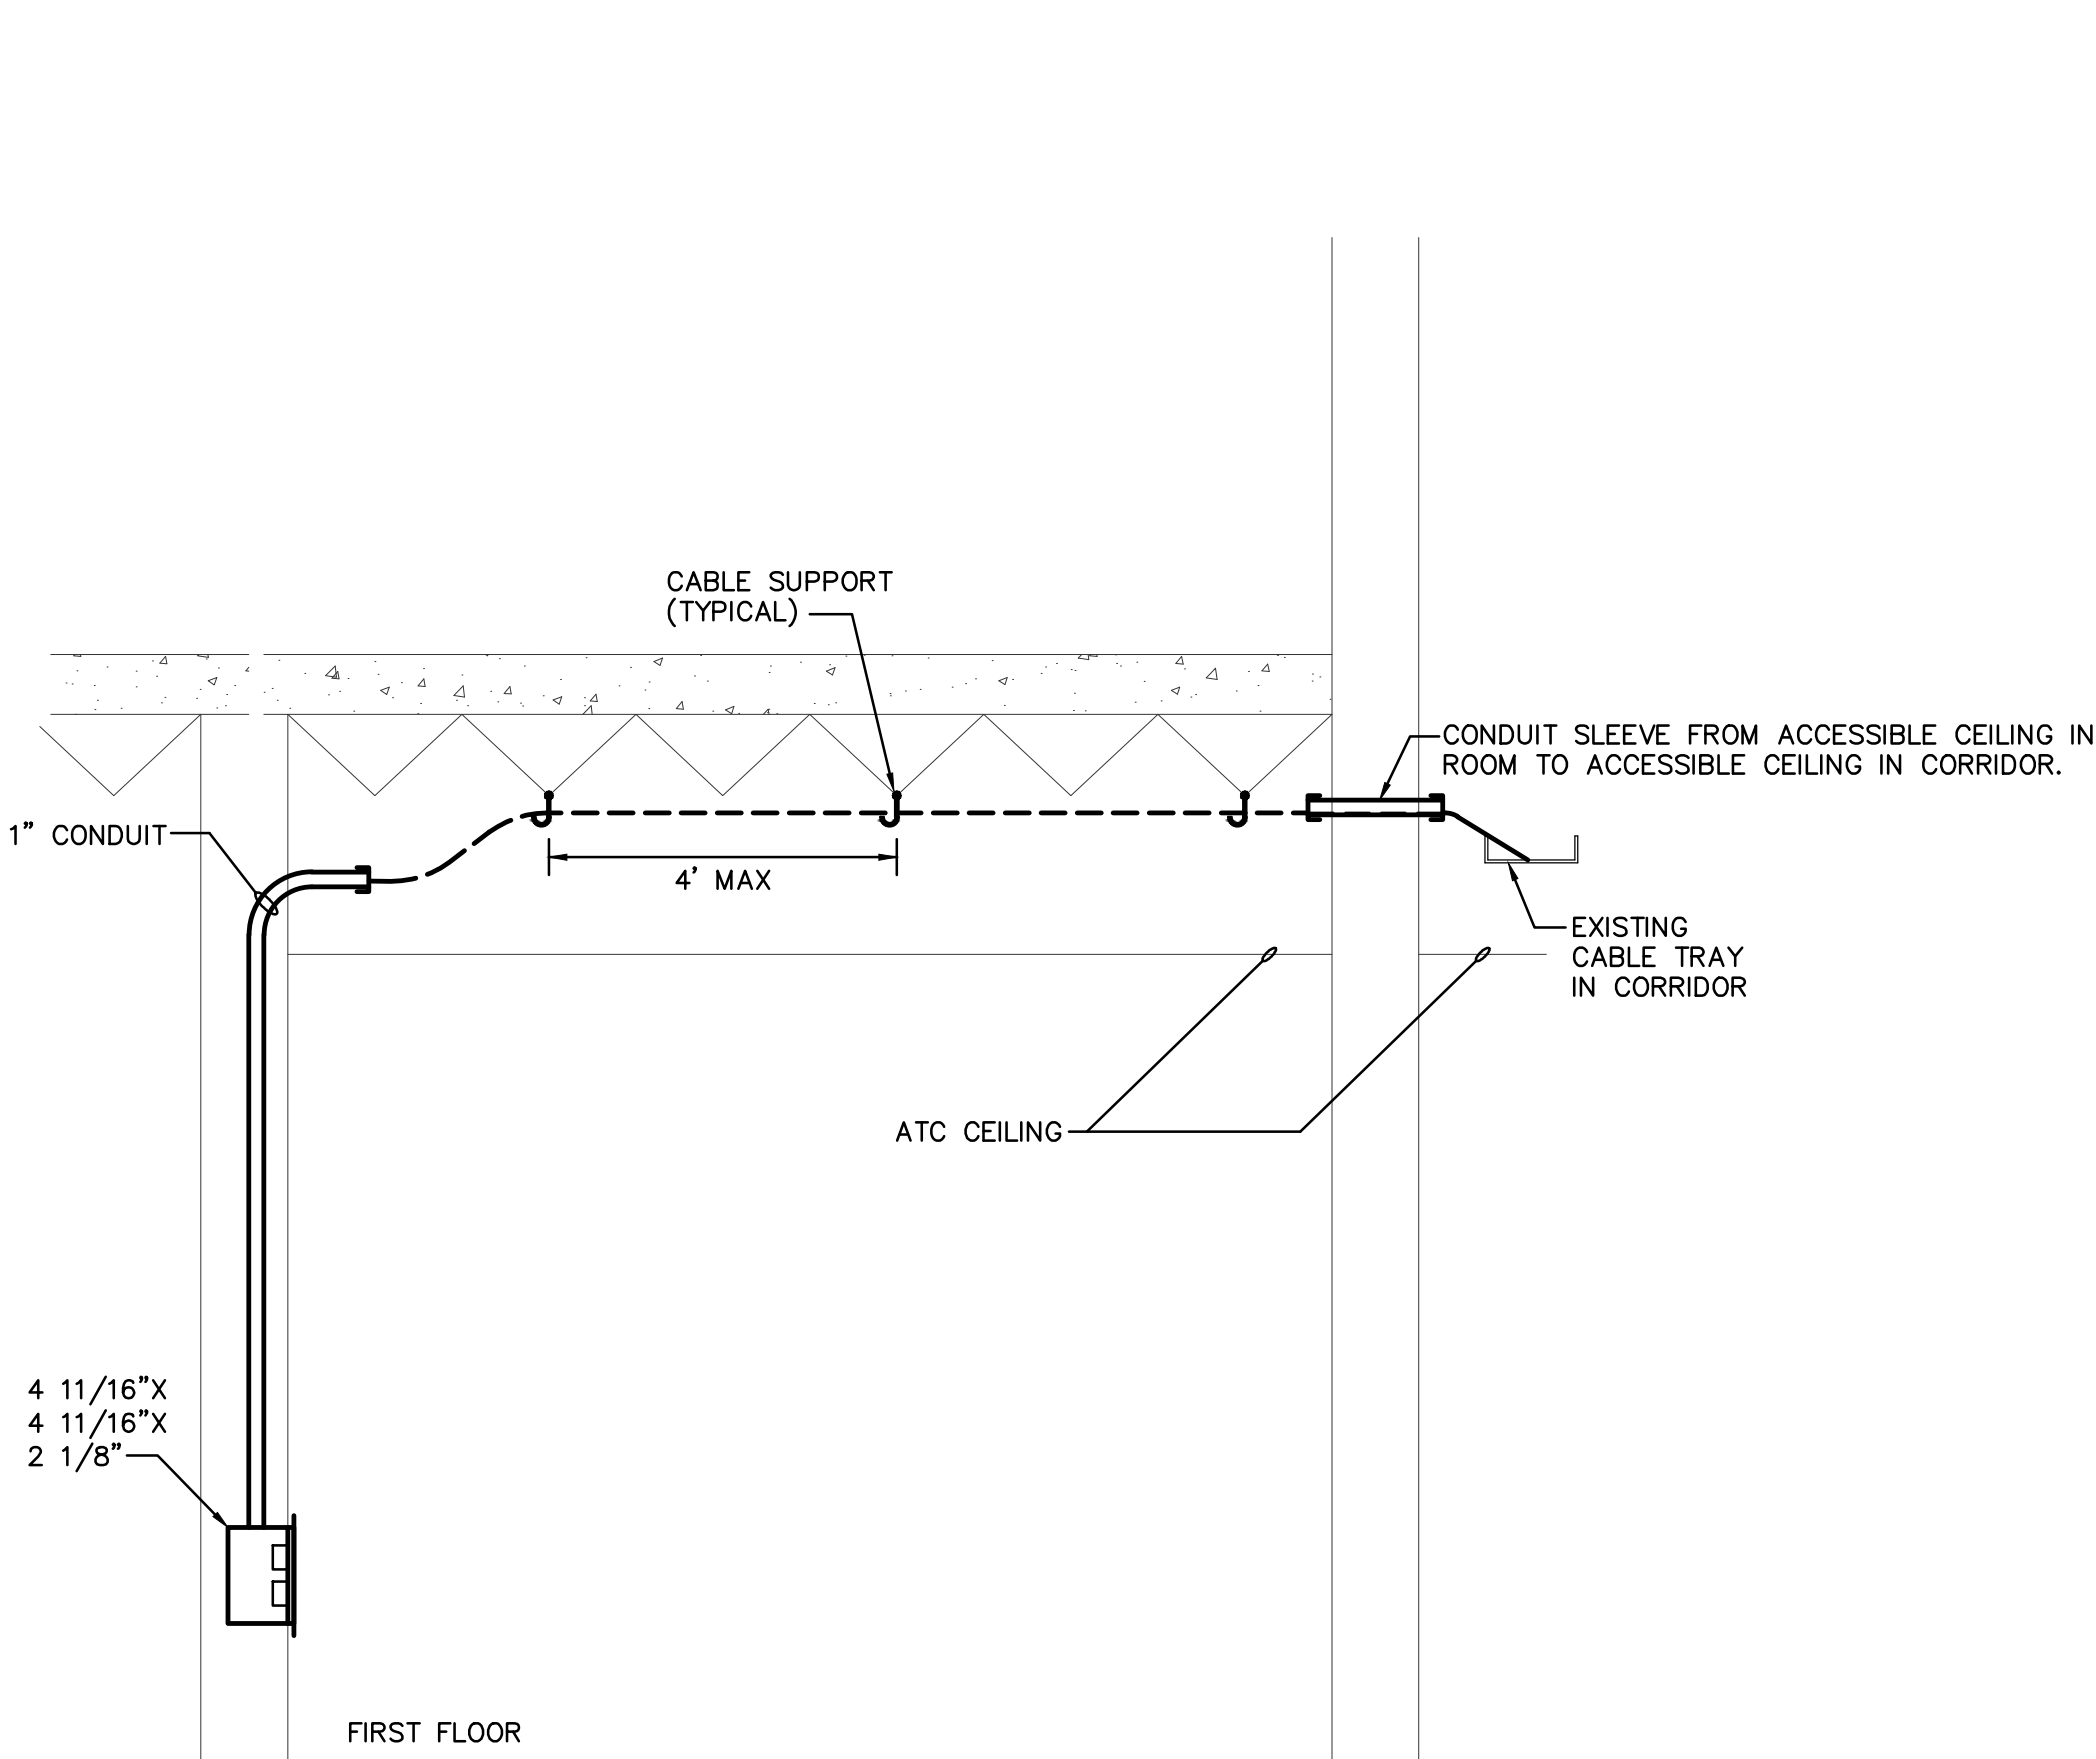 CABLE SUPPORT
(TYPICAL)
CONDUIT SLEEVE FROM ACCESSIBLE CEILING IN
ROOM TO ACCESSIBLE CEILING IN CORRIDOR.
1" CONDUIT
4' MAX
EXISTING
CABLE TRAY
IN CORRIDOR
ATC CEILING
4 11/16"X
4 11/16"X
2 1/8"
FIRST FLOOR